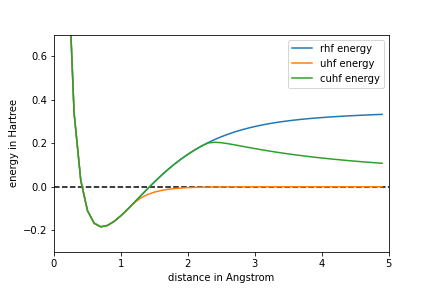 rhf energy
uhf energy
cuhf energy
energy in Hartree
0.6
0.4
0.2
0.0
−0.2
0 1 2 3 4 5
distance in Angstrom